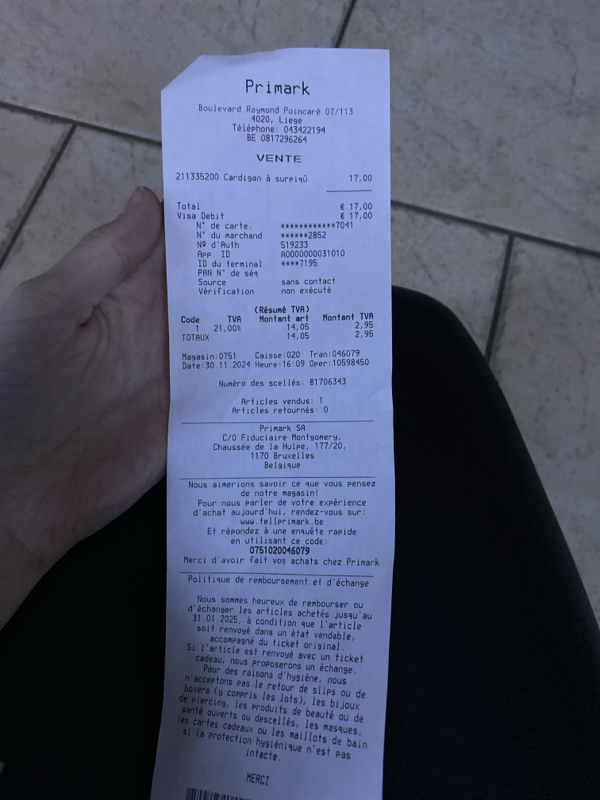 Primark
Boulevard Raymond Poincaré 07/113
4020, Liege
Téléphone: 043422194
BE 0817296264
VENTE
211335200 Cardigan à surpiqû 17,00
Total € 17,00
Visa Debit € 17,00
N° de carte. ************7041
N° du marchand ******2852
Nº d'Auth 519233
App. ID A0000000031010
ID du terminal ****7195
PAN N° de séq
Source sans contact
Vérification non exécuté
(Résumé TVA)
Code TVA Montant art Montant TVA
1 21,00% 14,05 2,95
TOTAUX 14,05 2,95
Magasin:0751 Caisse:020 Tran:046079
Date:30.11.2024 Heure:16:09 Oper:10598450
Numéro des scellés: 81706343
Articles vendus: 1
Articles retournés: 0
Primark SA
C/O Fiduciaire Montgomery,
Chaussée de la Hulpe, 177/20,
1170 Bruxelles
Belgique
Nous aimerions savoir ce que vous pensez
de notre magasin!
Pour nous parler de votre expérience
d'achat aujourd'hui, rendez-vous sur:
www.tellprimark.be
Et répondez à une enquête rapide
en utilisant ce code:
0751020046079
Merci d'avoir fait vos achats chez Primark
Politique de remboursement et d'échange
Nous sommes heureux de rembourser ou
d'échanger les articles achetés jusqu'au
31.01.2025, à condition que l'article
soit renvoyé dans un état vendable,
accompagné du ticket original.
Si l'article est renvoyé avec un ticket
cadeau, nous proposerons un échange.
Pour des raisons d'hygiène, nous
n'acceptons pas le retour de slips ou de
boxers (y compris les lots), les bijoux
de piercing, les produits de beauté ou de
santé ouverts ou descellés, les masques,
les cartes cadeaux ou les maillots de bain
si la protection hygiénique n'est pas
intacte.
MERCI